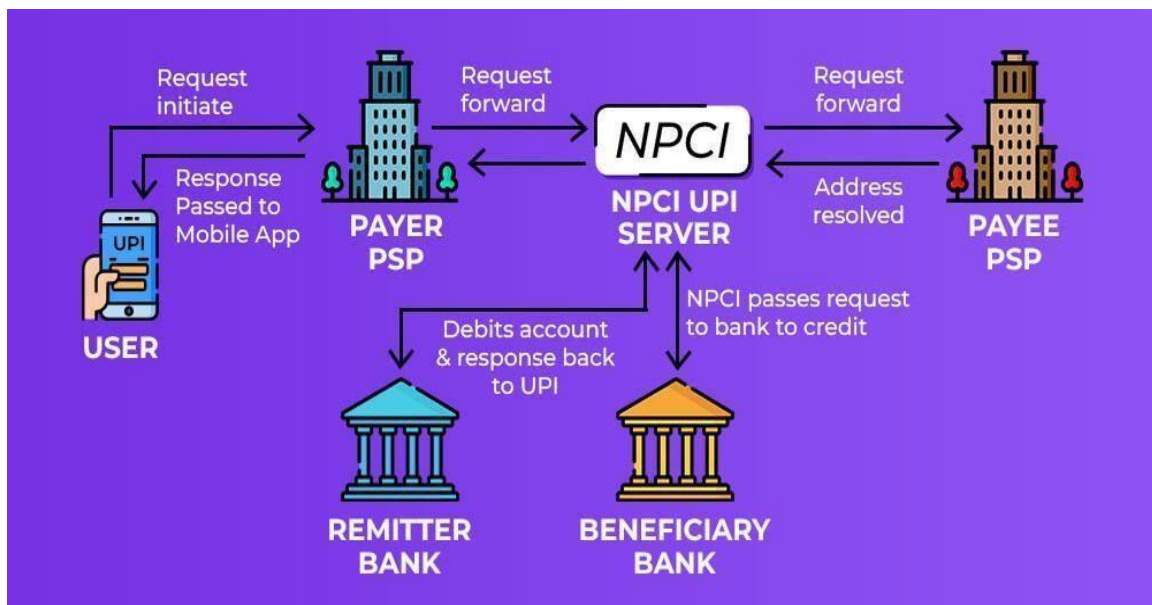 Request
initiate
Request
forward
Request
forward
NPCI
Response
Passed to
Mobile App
Address
resolved
UPI
PAYER
PSP
NPCI UPI
SERVER
PAYEE
PSP
USER
Debits account
& response back
to UPI
NPCI passes request
to bank to credit
REMITTER
BANK
BENEFICIARY
BANK